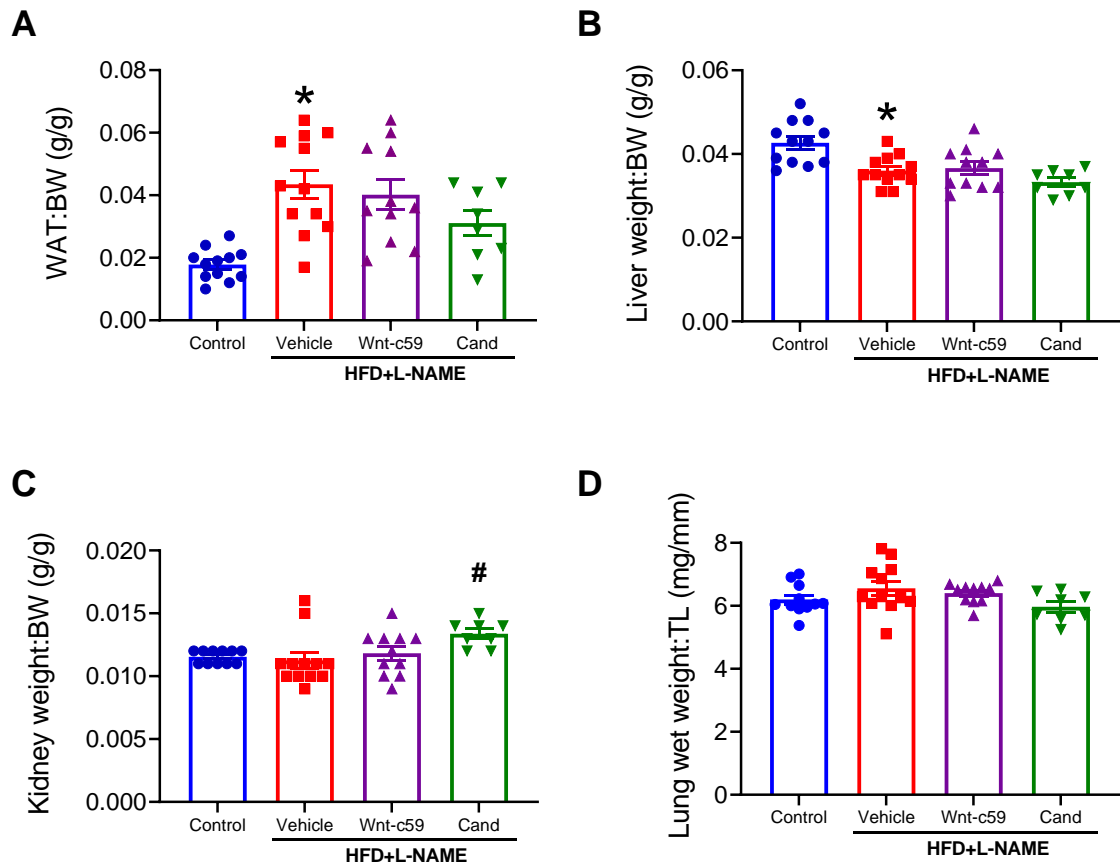 A
WAT:BW (g/g)
0.08
0.06
0.04
0.02
0.00
*
Control
Vehicle
Wnt-c59
Cand
HFD+L-NAME
B
Liver weight:BW (g/g)
0.06
0.04
0.02
0.00
*
Control
Vehicle
Wnt-c59
Cand
HFD+L-NAME
C
Kidney weight:BW (g/g)
0.020
0.015
0.010
0.005
0.000
#
Control
Vehicle
Wnt-c59
Cand
HFD+L-NAME
D
Lung wet weight:TL (mg/mm)
8
6
4
2
0
Control
Vehicle
Wnt-c59
Cand
HFD+L-NAME